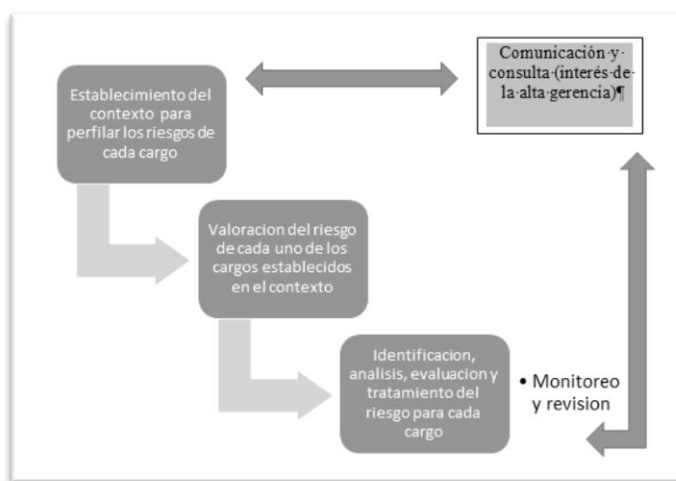 Establecimiento del
contexto para
perfilar los riesgos de
cada cargo
Comunicación·y·
consulta·(interés·de·
la·alta·gerencia)¶
Valoracion del riesgo
de cada uno de los
cargos establecidos
en el contexto
Identificacion,
analisis, evaluacion y
tratamiento del
riesgo para cada
cargo
• Monitoreo
y revision